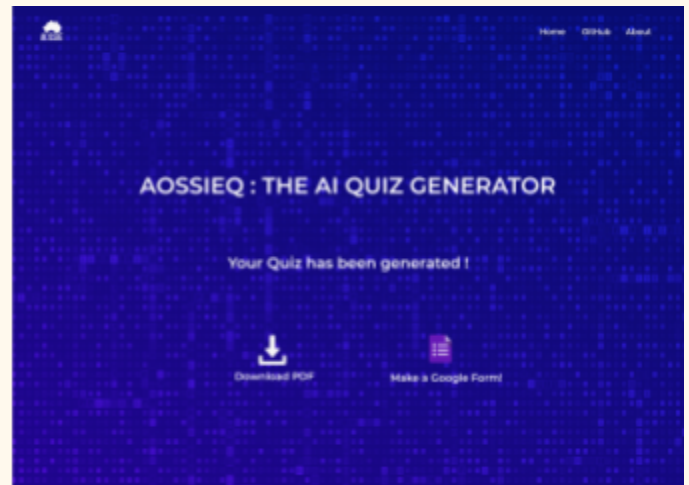 Home GitHub About
AOSSIEQ : THE AI QUIZ GENERATOR
Your Quiz has been generated !
Download PDF
Make a Google Form!